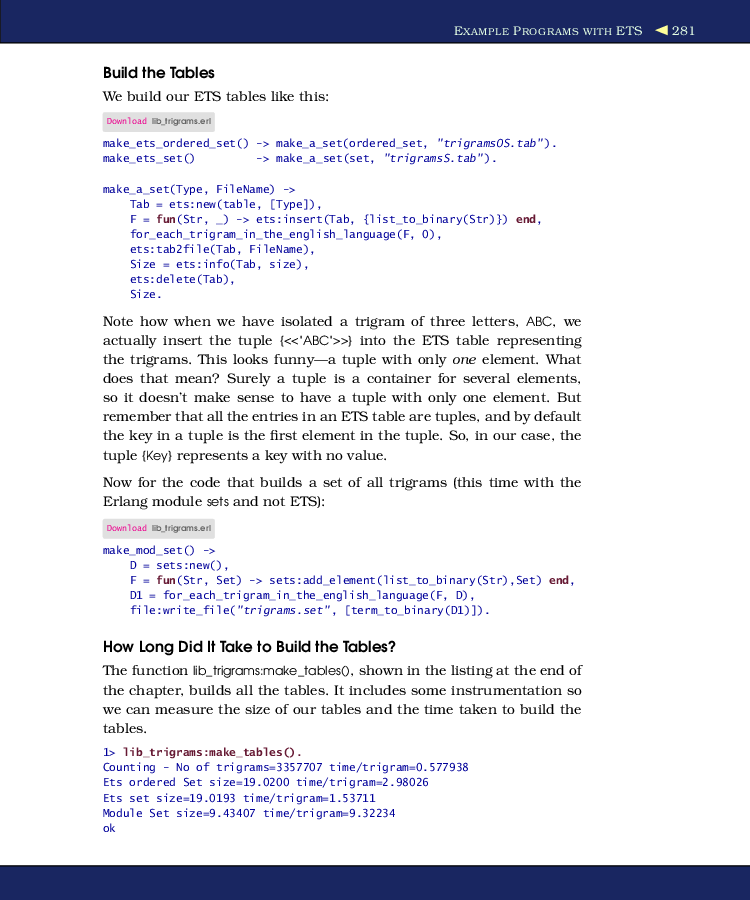 EXAMPLE PROGRAMS WITH ETS ◀ 281
Build the Tables
We build our ETS tables like this:
Download lib_trigrams.erl
make_ets_ordered_set() -> make_a_set(ordered_set, "trigramsOS.tab").
make_ets_set()         -> make_a_set(set, "trigramsS.tab").
make_a_set(Type, FileName) ->
    Tab = ets:new(table, [Type]),
    F = fun(Str, _) -> ets:insert(Tab, {list_to_binary(Str)}) end,
    for_each_trigram_in_the_english_language(F, 0),
    ets:tab2file(Tab, FileName),
    Size = ets:info(Tab, size),
    ets:delete(Tab),
    Size.
Note how when we have isolated a trigram of three letters, ABC, we
actually insert the tuple {<<"ABC">>} into the ETS table representing
the trigrams. This looks funny—a tuple with only one element. What
does that mean? Surely a tuple is a container for several elements,
so it doesn't make sense to have a tuple with only one element. But
remember that all the entries in an ETS table are tuples, and by default
the key in a tuple is the first element in the tuple. So, in our case, the
tuple {Key} represents a key with no value.
Now for the code that builds a set of all trigrams (this time with the
Erlang module sets and not ETS):
Download lib_trigrams.erl
make_mod_set() ->
    D = sets:new(),
    F = fun(Str, Set) -> sets:add_element(list_to_binary(Str),Set) end,
    D1 = for_each_trigram_in_the_english_language(F, D),
    file:write_file("trigrams.set", [term_to_binary(D1)]).
How Long Did It Take to Build the Tables?
The function lib_trigrams:make_tables(), shown in the listing at the end of
the chapter, builds all the tables. It includes some instrumentation so
we can measure the size of our tables and the time taken to build the
tables.
1> lib_trigrams:make_tables().
Counting - No of trigrams=3357707 time/trigram=0.577938
Ets ordered Set size=19.0200 time/trigram=2.98026
Ets set size=19.0193 time/trigram=1.53711
Module Set size=9.43407 time/trigram=9.32234
ok